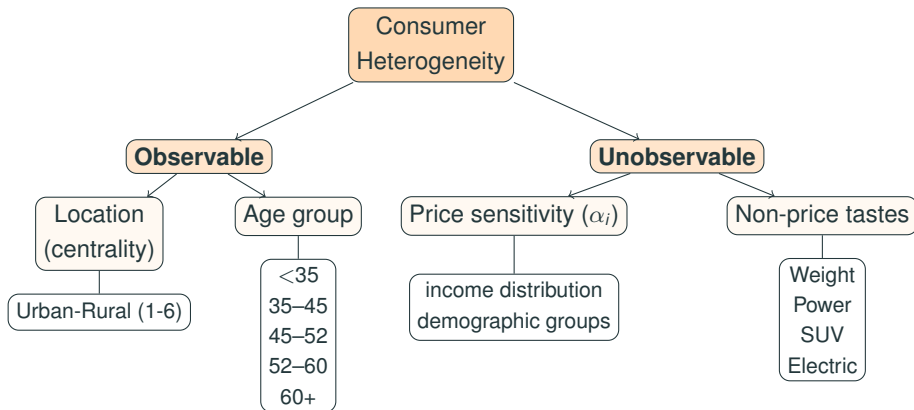 Consumer
Heterogeneity
Observable
Unobservable
Location
(centrality)
Age group
Price sensitivity (αᵢ)
Non-price tastes
Urban-Rural (1-6)
<35
35–45
45–52
52–60
60+
income distribution
demographic groups
Weight
Power
SUV
Electric